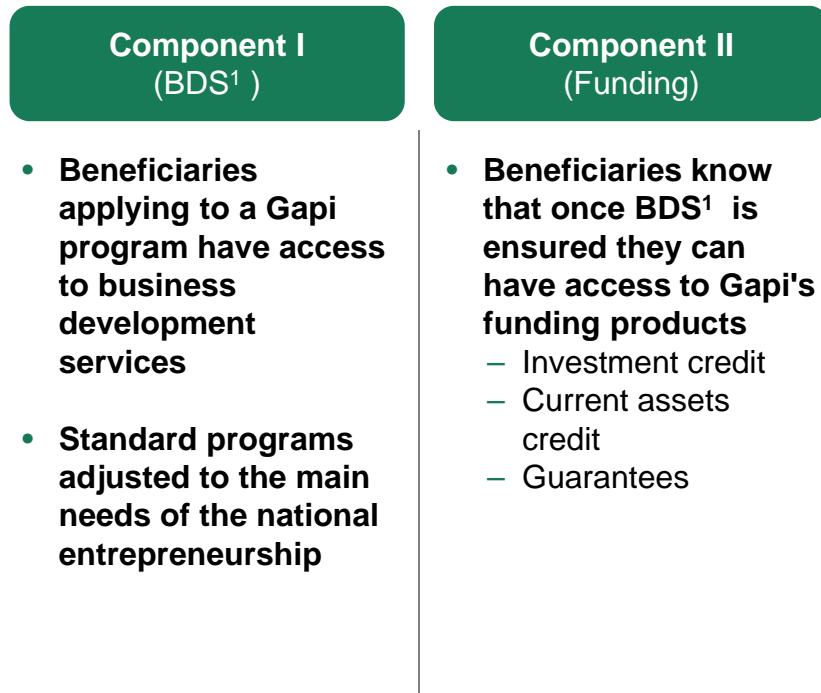 Component I
(BDS¹ )
• Beneficiaries
applying to a Gapi
program have access
to business
development
services
• Standard programs
adjusted to the main
needs of the national
entrepreneurship
Component II
(Funding)
• Beneficiaries know
that once BDS¹ is
ensured they can
have access to Gapi's
funding products
– Investment credit
– Current assets
credit
– Guarantees